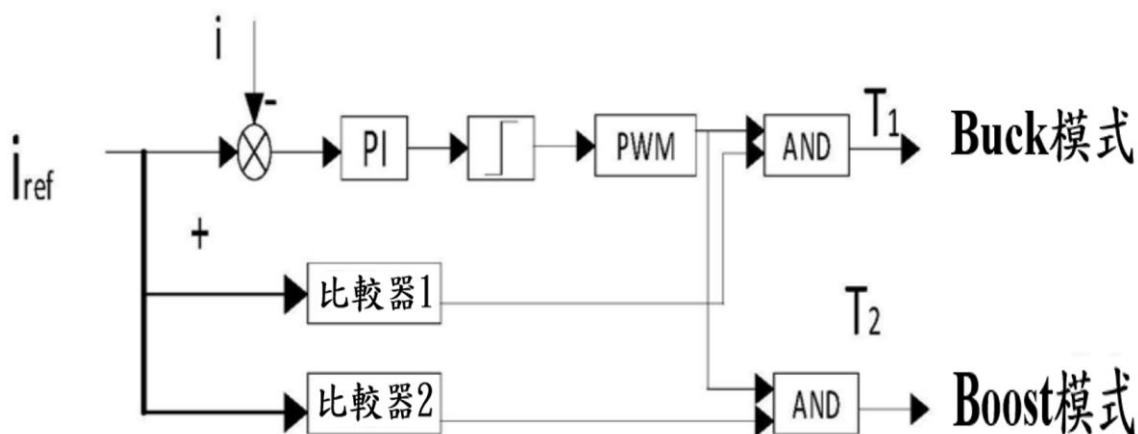 i
-
i ref
PI
PWM
AND
T1
Buck模式
+
比較器1
T2
比較器2
AND
Boost模式